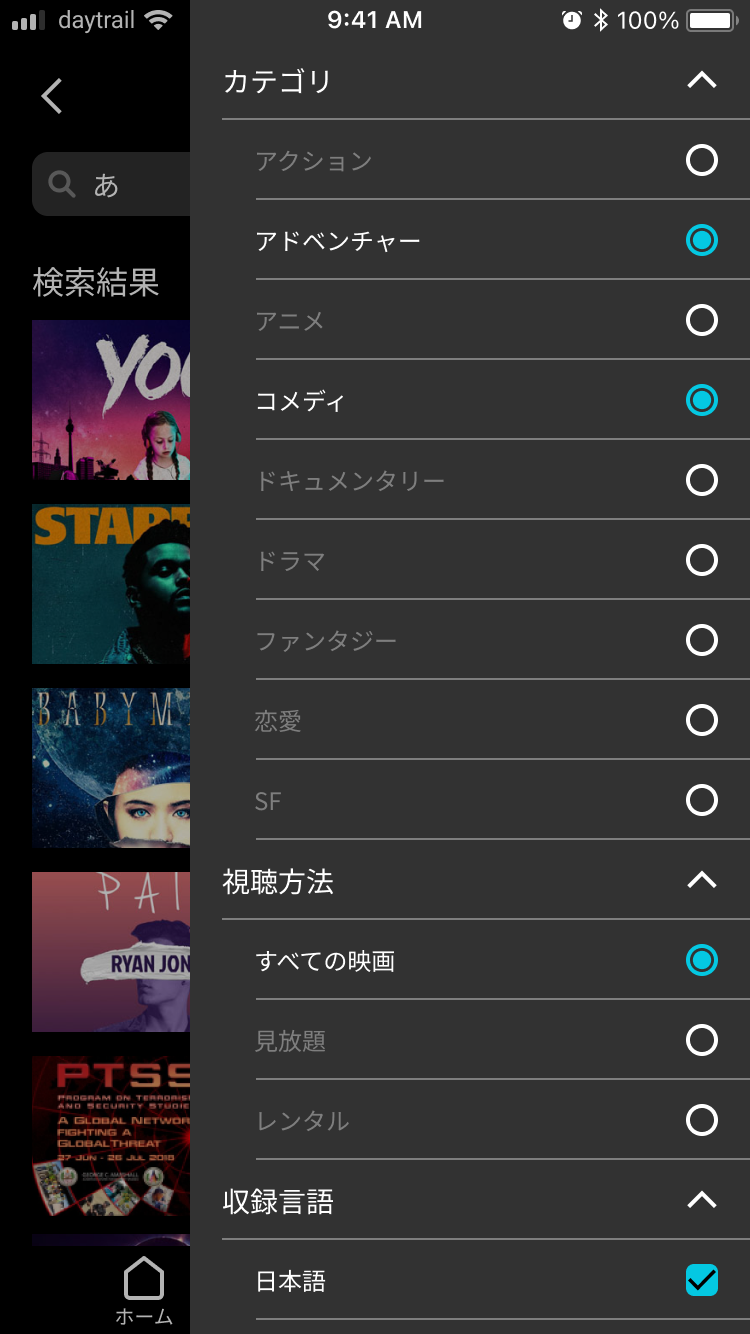 daytrail
9:41 AM
100%
カテゴリ
アクション
あ
アドベンチャー
検索結果
アニメ
コメディ
ドキュメンタリー
ドラマ
ファンタジー
恋愛
SF
視聴方法
すべての映画
見放題
レンタル
収録言語
日本語
YOU
STAR
BABYM
PAI
RYAN JON
PTSS
PROGRAM ON TERRORIS
AND SECURITY STUDIE
A GLOBAL NETWOR
FIGHTING A
GLOBALTHREAT
27 JUN - 26 JUL 2018
GEORGE C. MARSHALL
ホーム